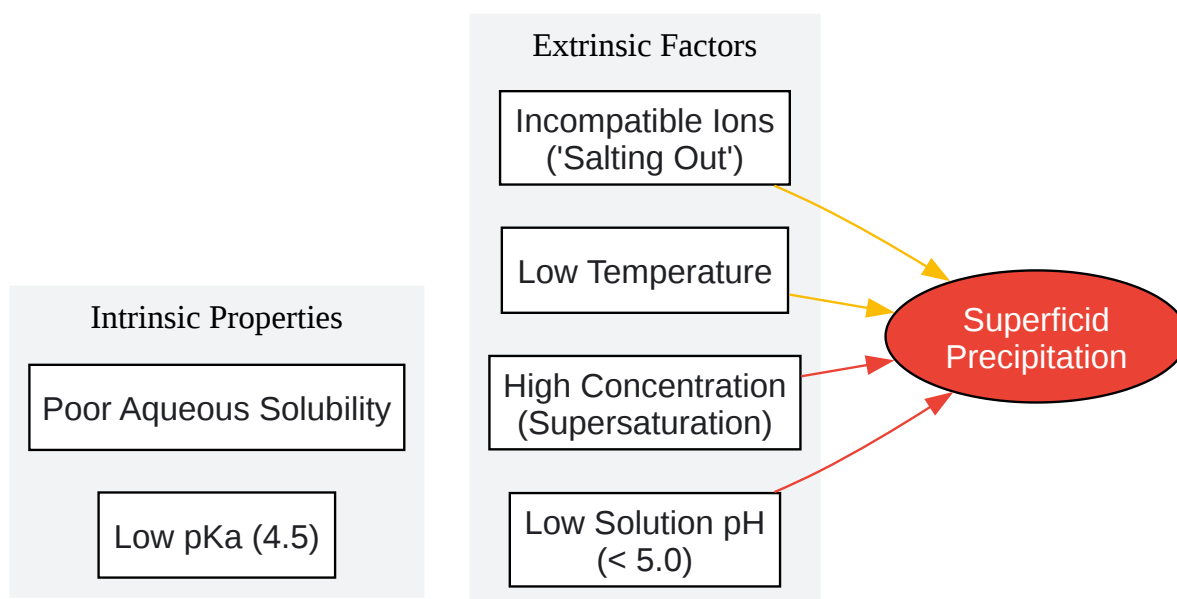 Intrinsic Properties
Poor Aqueous Solubility
Low pKa (4.5)
Extrinsic Factors
Incompatible Ions
('Salting Out')
Low Temperature
High Concentration
(Supersaturation)
Low Solution pH
(< 5.0)
Superficid
Precipitation